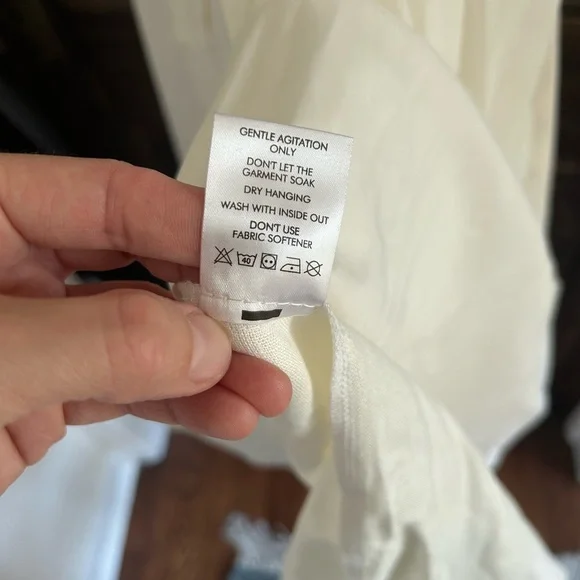 GENTLE AGITATION
ONLY
DON'T LET THE
GARMENT SOAK
DRY HANGING
WASH WITH INSIDE OUT
DON'T USE
FABRIC SOFTENER
40